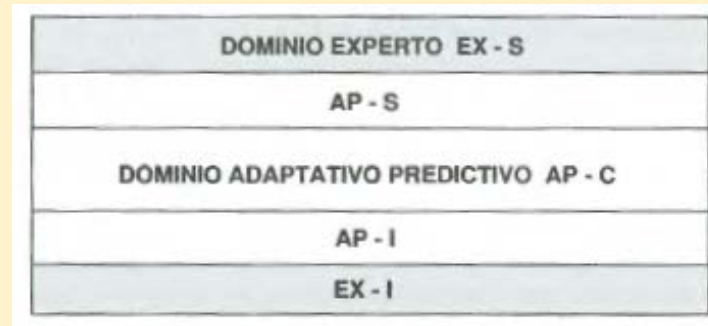 DOMINIO EXPERTO EX - S
AP - S
DOMINIO ADAPTATIVO PREDICTIVO AP - C
AP - I
EX - I